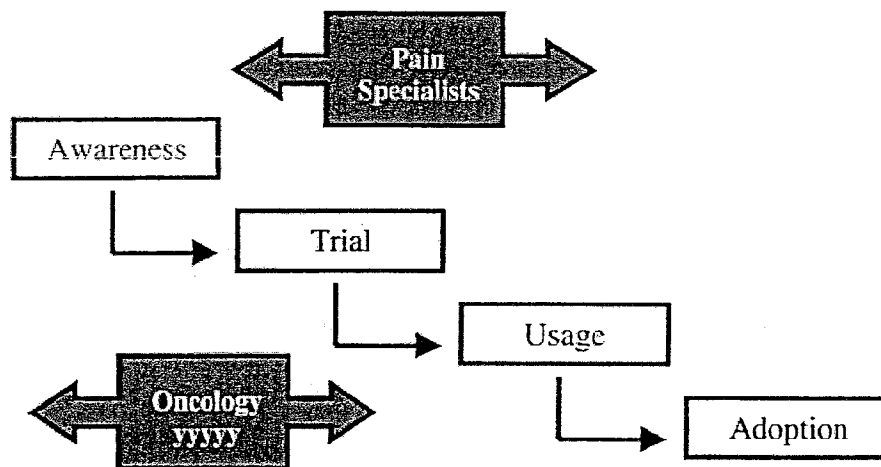 Pain
Specialists
Awareness
Trial
Usage
Oncology
yyyyy
Adoption